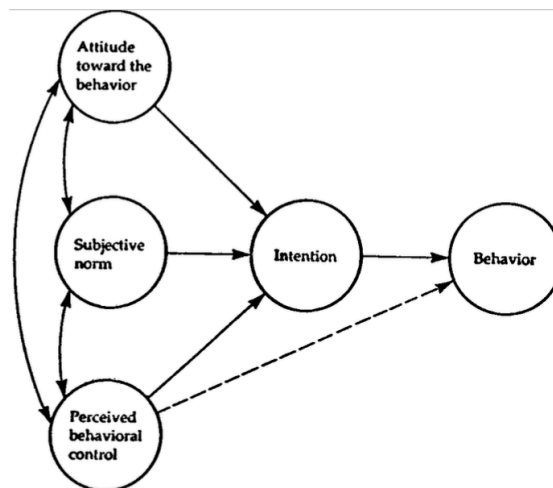 Attitude
toward the
behavior
Subjective
norm
Intention
Behavior
Perceived
behavioral
control